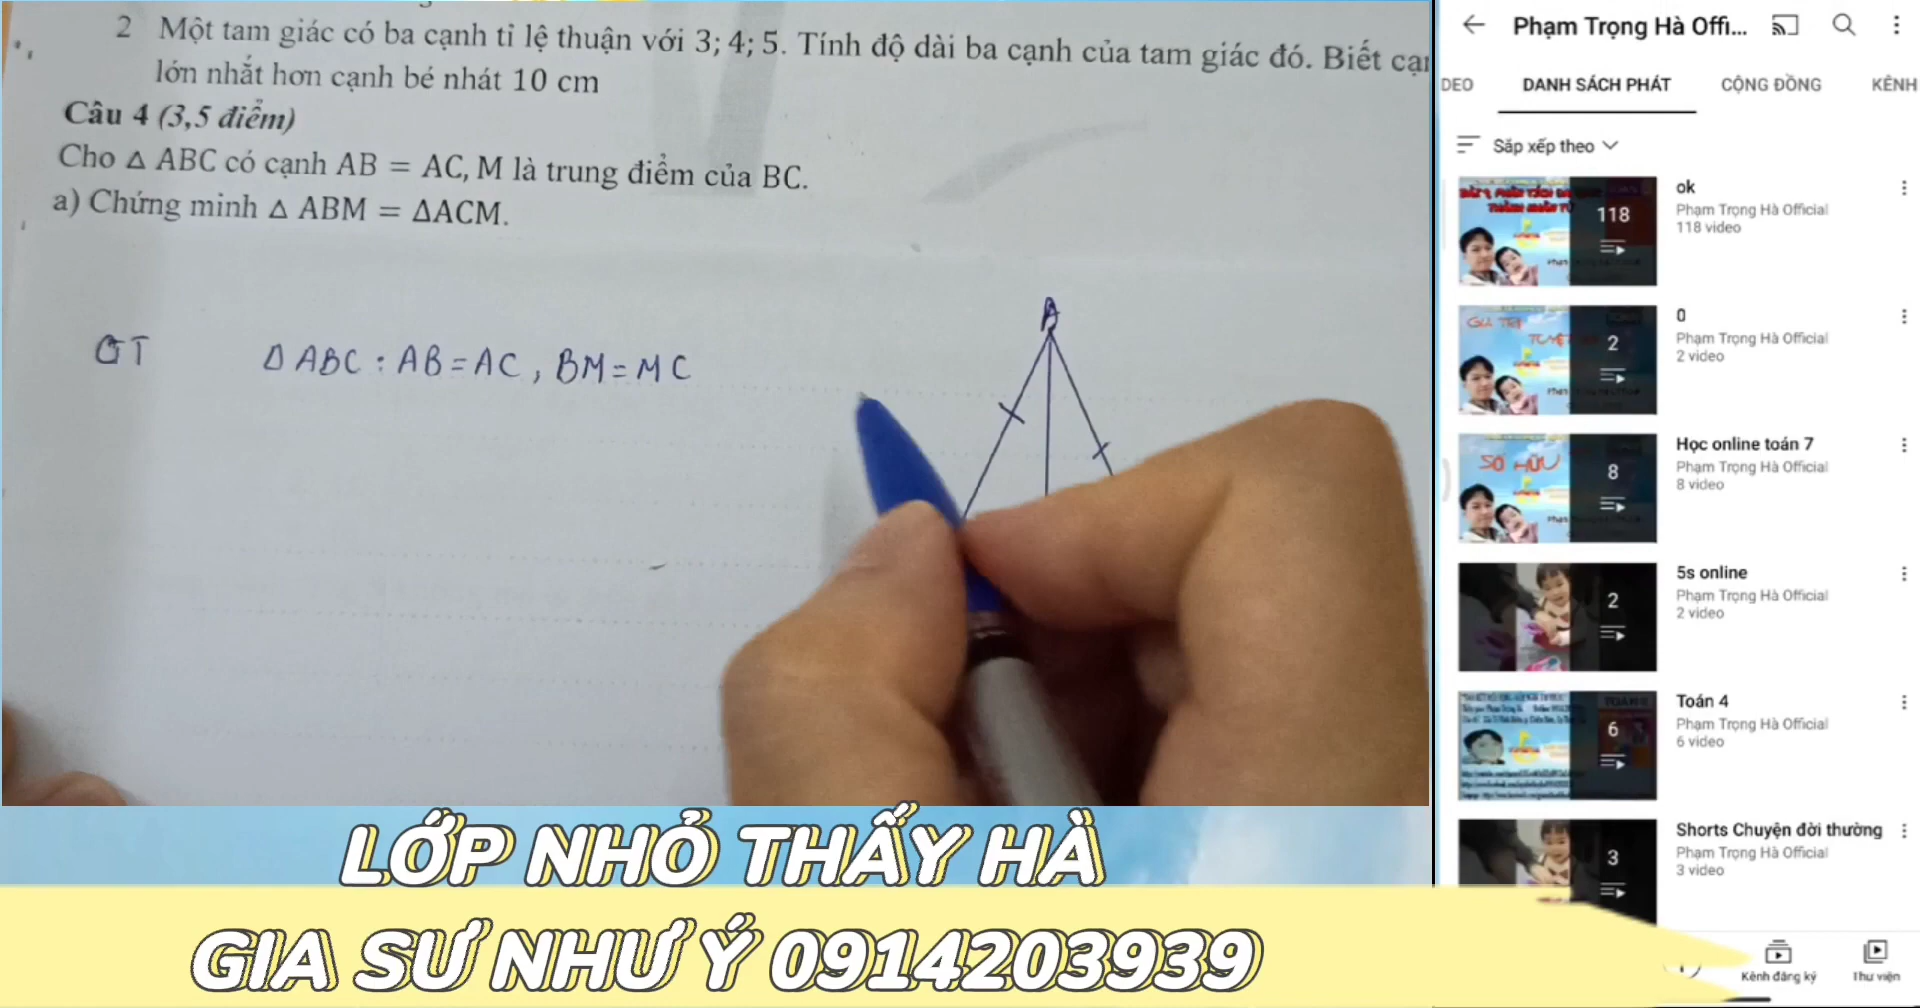 2 Một tam giác có ba cạnh tỉ lệ thuận với 3; 4; 5. Tính độ dài ba cạnh của tam giác đó. Biết
lớn nhất hơn cạnh bé nhát 10 cm
Câu 4 (3,5 điểm)
Cho Δ ABC có cạnh AB = AC, M là trung điểm của BC.
a) Chứng minh Δ ABM = ΔACM.
GT Δ ABC : AB = AC , BM = MC
A
LỚP NHỎ THẤY HÀ
GIA SƯ NHƯ Ý 0914203939
Phạm Trọng Hà Offi...
DEO DANH SÁCH PHÁT CỘNG ĐỒNG KÊNH
Sắp xếp theo
118
ok
Phạm Trọng Hà Official
118 video
2
0
Phạm Trọng Hà Official
2 video
SỐ HỮU
8
Học online toán 7
Phạm Trọng Hà Official
8 video
2
5s online
Phạm Trọng Hà Official
2 video
6
Toán 4
Phạm Trọng Hà Official
6 video
3
Shorts Chuyện đời thường
Phạm Trọng Hà Official
3 video
Kênh đăng ký
Thư viện